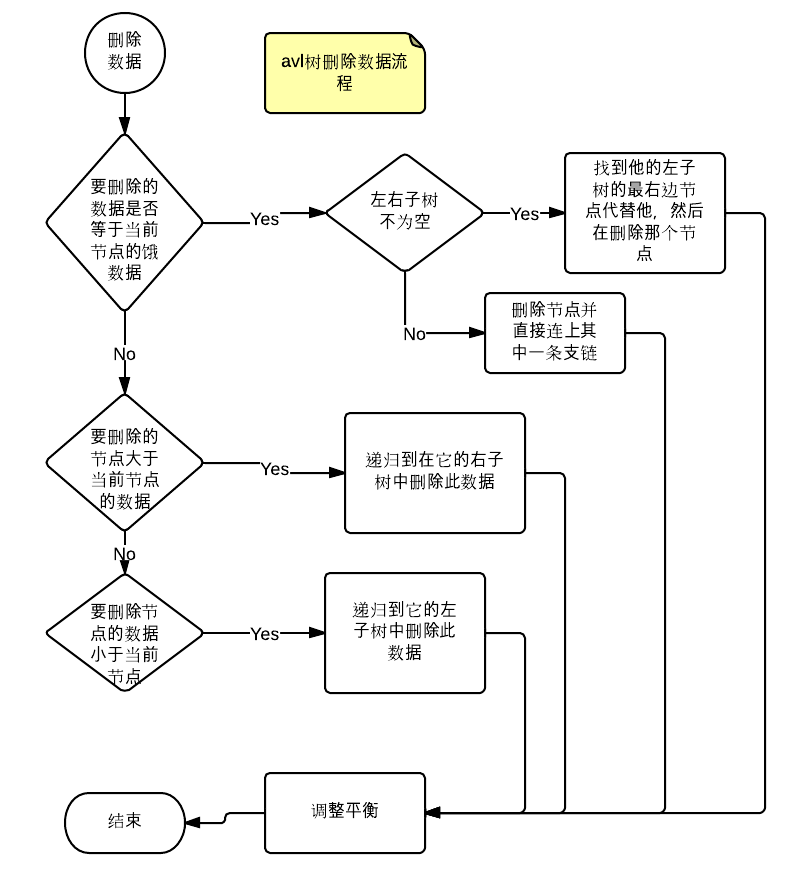 删除
数据
avl树删除数据流
程
要删除的
数据是否
等于当前
节点的饿
数据
Yes
左右子树
不为空
Yes
找到他的左子
树的最右边节
点代替他，然后
在删除那个节
点
No
删除节点并
直接连上其
中一条支链
No
要删除的
节点大于
当前节点
的数据
Yes
递归到在它的右子
树中删除此数据
No
要删除节
点的数据
小于当前
节点
Yes
递归到它的左
子树中删除此
数据
调整平衡
结束